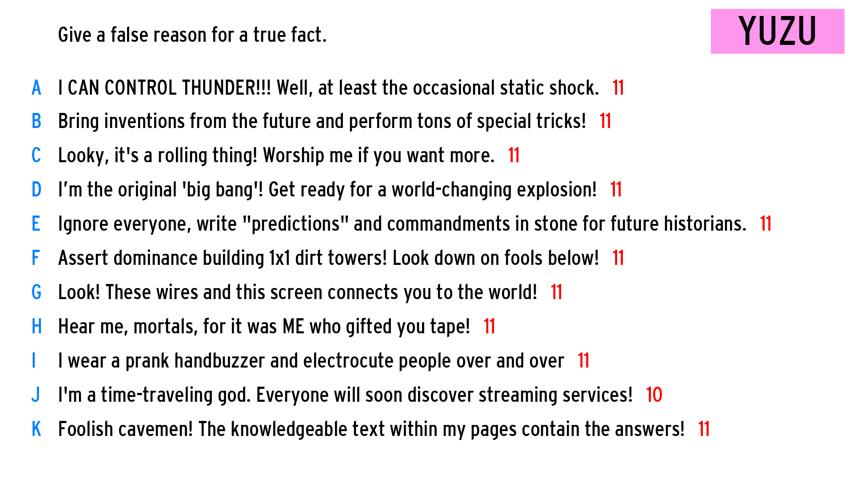 Give a false reason for a true fact.
YUZU
A I CAN CONTROL THUNDER!!! Well, at least the occasional static shock. 11
B Bring inventions from the future and perform tons of special tricks! 11
C Looky, it's a rolling thing! Worship me if you want more. 11
D I'm the original 'big bang'! Get ready for a world-changing explosion! 11
E Ignore everyone, write "predictions" and commandments in stone for future historians. 11
F Assert dominance building 1x1 dirt towers! Look down on fools below! 11
G Look! These wires and this screen connects you to the world! 11
H Hear me, mortals, for it was ME who gifted you tape! 11
I I wear a prank handbuzzer and electrocute people over and over 11
J I'm a time-traveling god. Everyone will soon discover streaming services! 10
K Foolish cavemen! The knowledgeable text within my pages contain the answers! 11